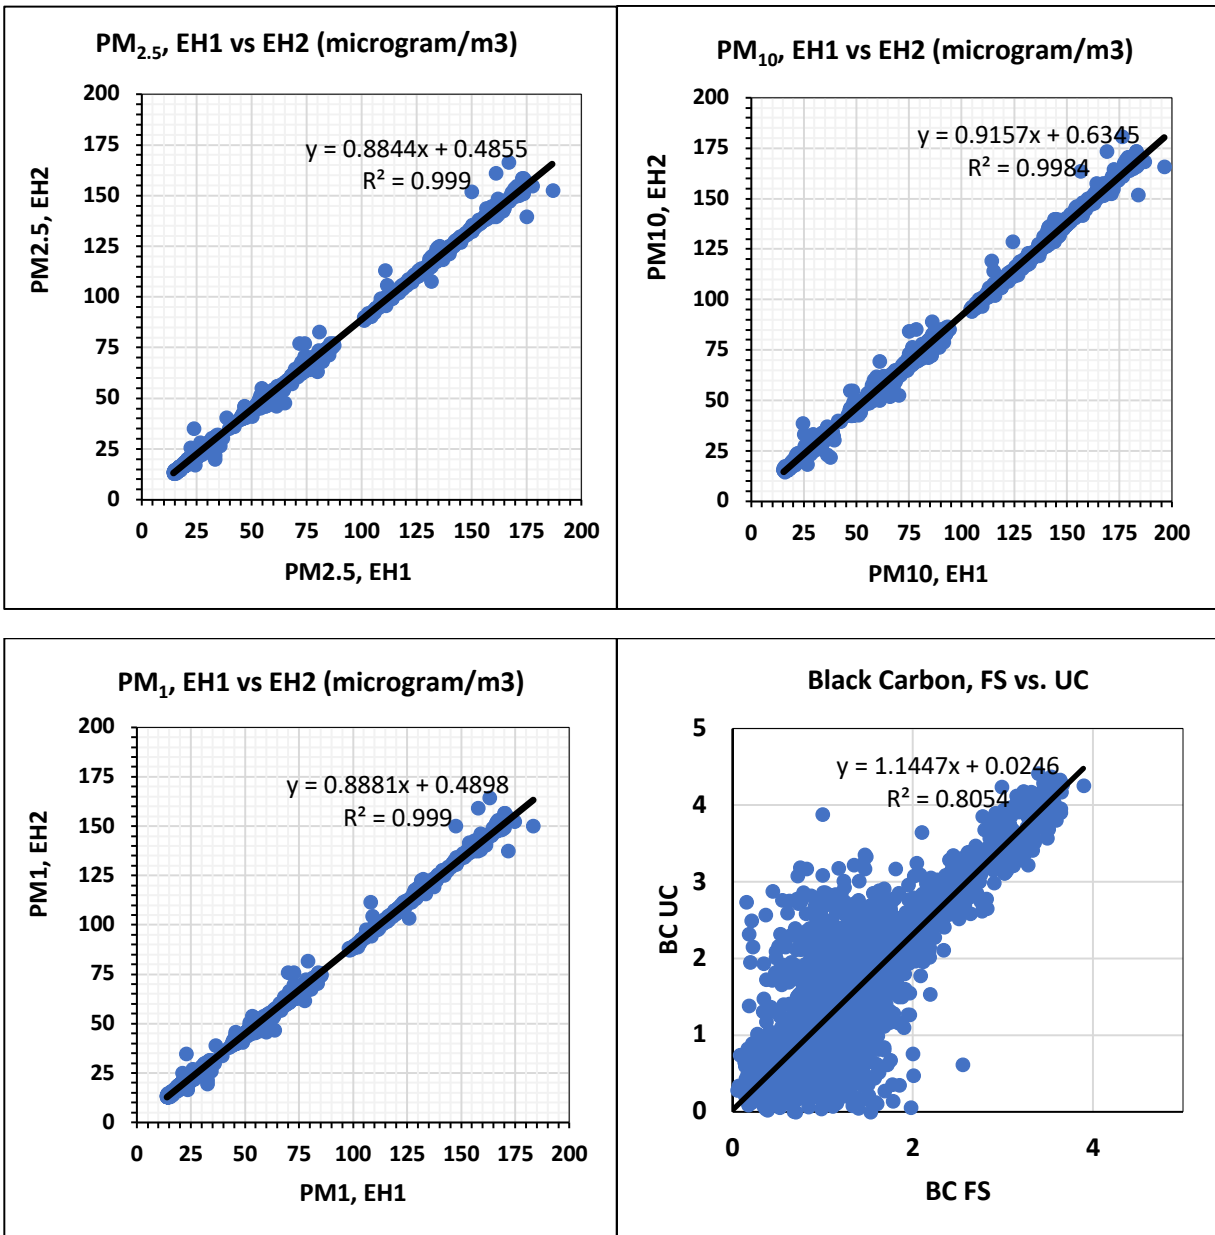 PM2.5, EH1 vs EH2 (microgram/m3)
200
175
150
125
100
75
50
25
0
PM2.5, EH2
y = 0.8844x + 0.4855
R² = 0.999
0 25 50 75 100 125 150 175 200
PM2.5, EH1
PM10, EH1 vs EH2 (microgram/m3)
200
175
150
125
100
75
50
25
0
PM10, EH2
y = 0.9157x + 0.6345
R² = 0.9984
0 25 50 75 100 125 150 175 200
PM10, EH1
PM1, EH1 vs EH2 (microgram/m3)
200
175
150
125
100
75
50
25
0
PM1, EH2
y = 0.8881x + 0.4898
R² = 0.999
0 25 50 75 100 125 150 175 200
PM1, EH1
Black Carbon, FS vs. UC
5
4
3
2
1
0
BC UC
y = 1.1447x + 0.0246
R² = 0.8054
0 2 4
BC FS